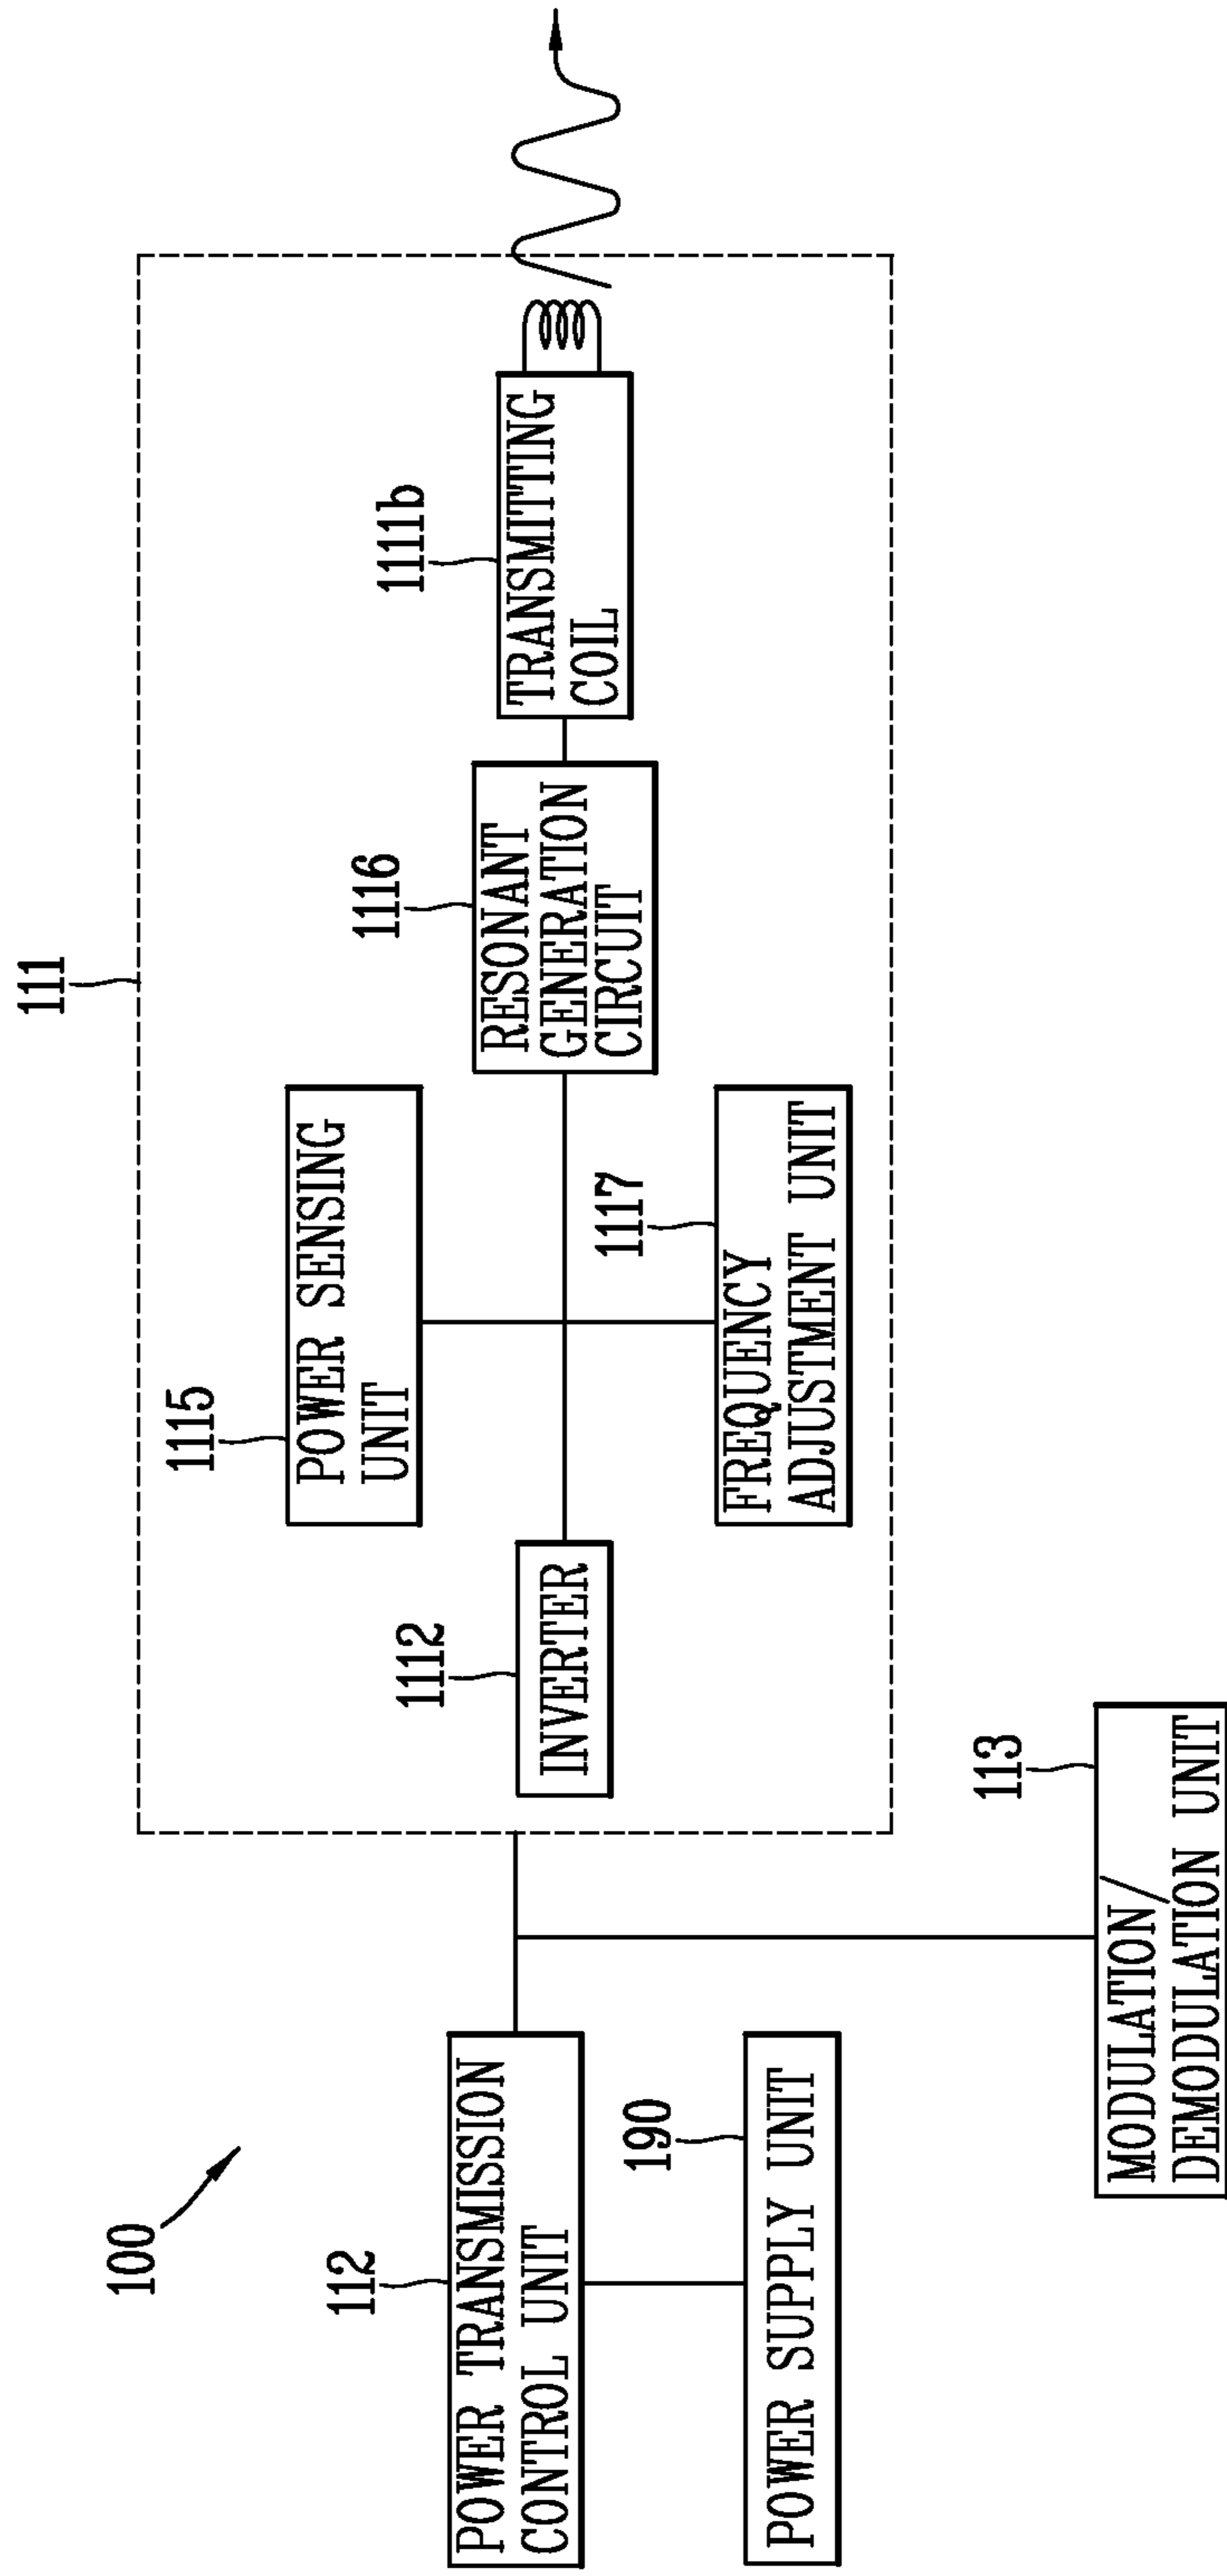 100
111
112
POWER TRANSMISSION
CONTROL UNIT
190
POWER SUPPLY UNIT
113
MODULATION/
DEMODULATION UNIT
1112
INVERTER
1115
POWER SENSING
UNIT
1117
FREQUENCY
ADJUSTMENT UNIT
1116
RESONANT
GENERATION
CIRCUIT
1111b
TRANSMITTING
COIL